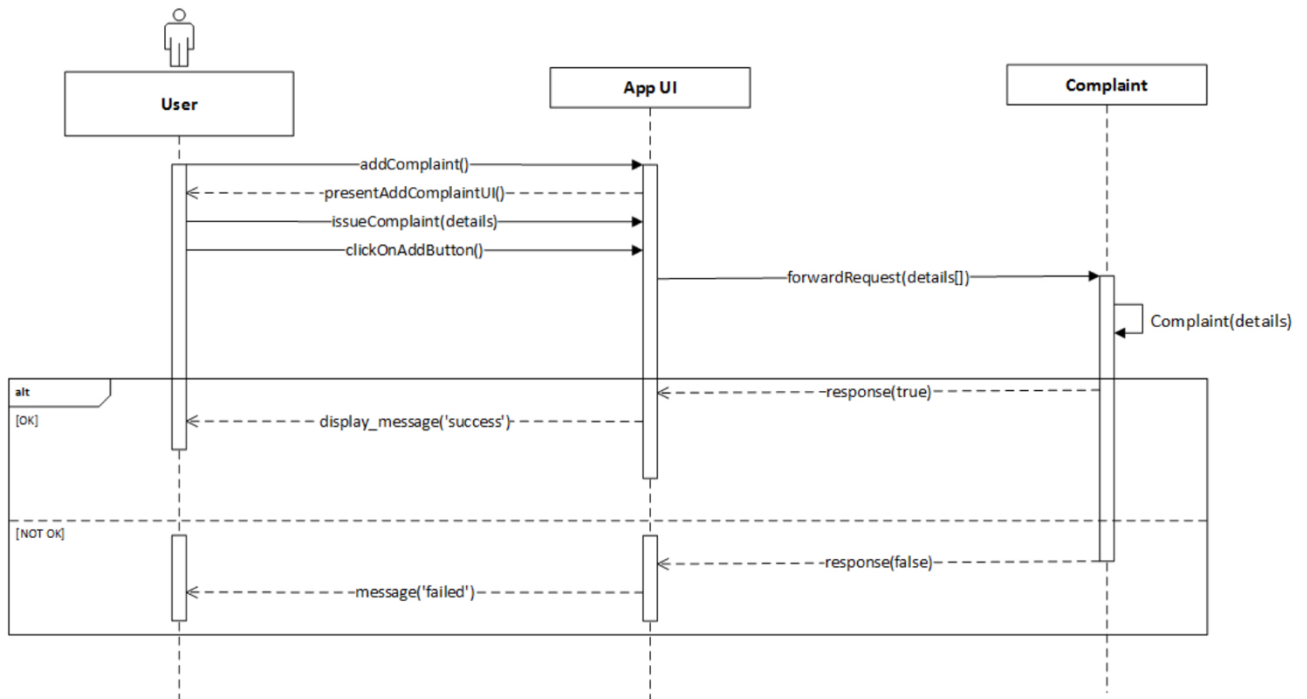 User
App UI
Complaint
addComplaint()
presentAddComplaintUI()
issueComplaint(details)
clickOnAddButton()
forwardRequest(details[])
Complaint(details)
alt
response(true)
[OK]
display_message('success')
[NOT OK]
response(false)
message('failed')